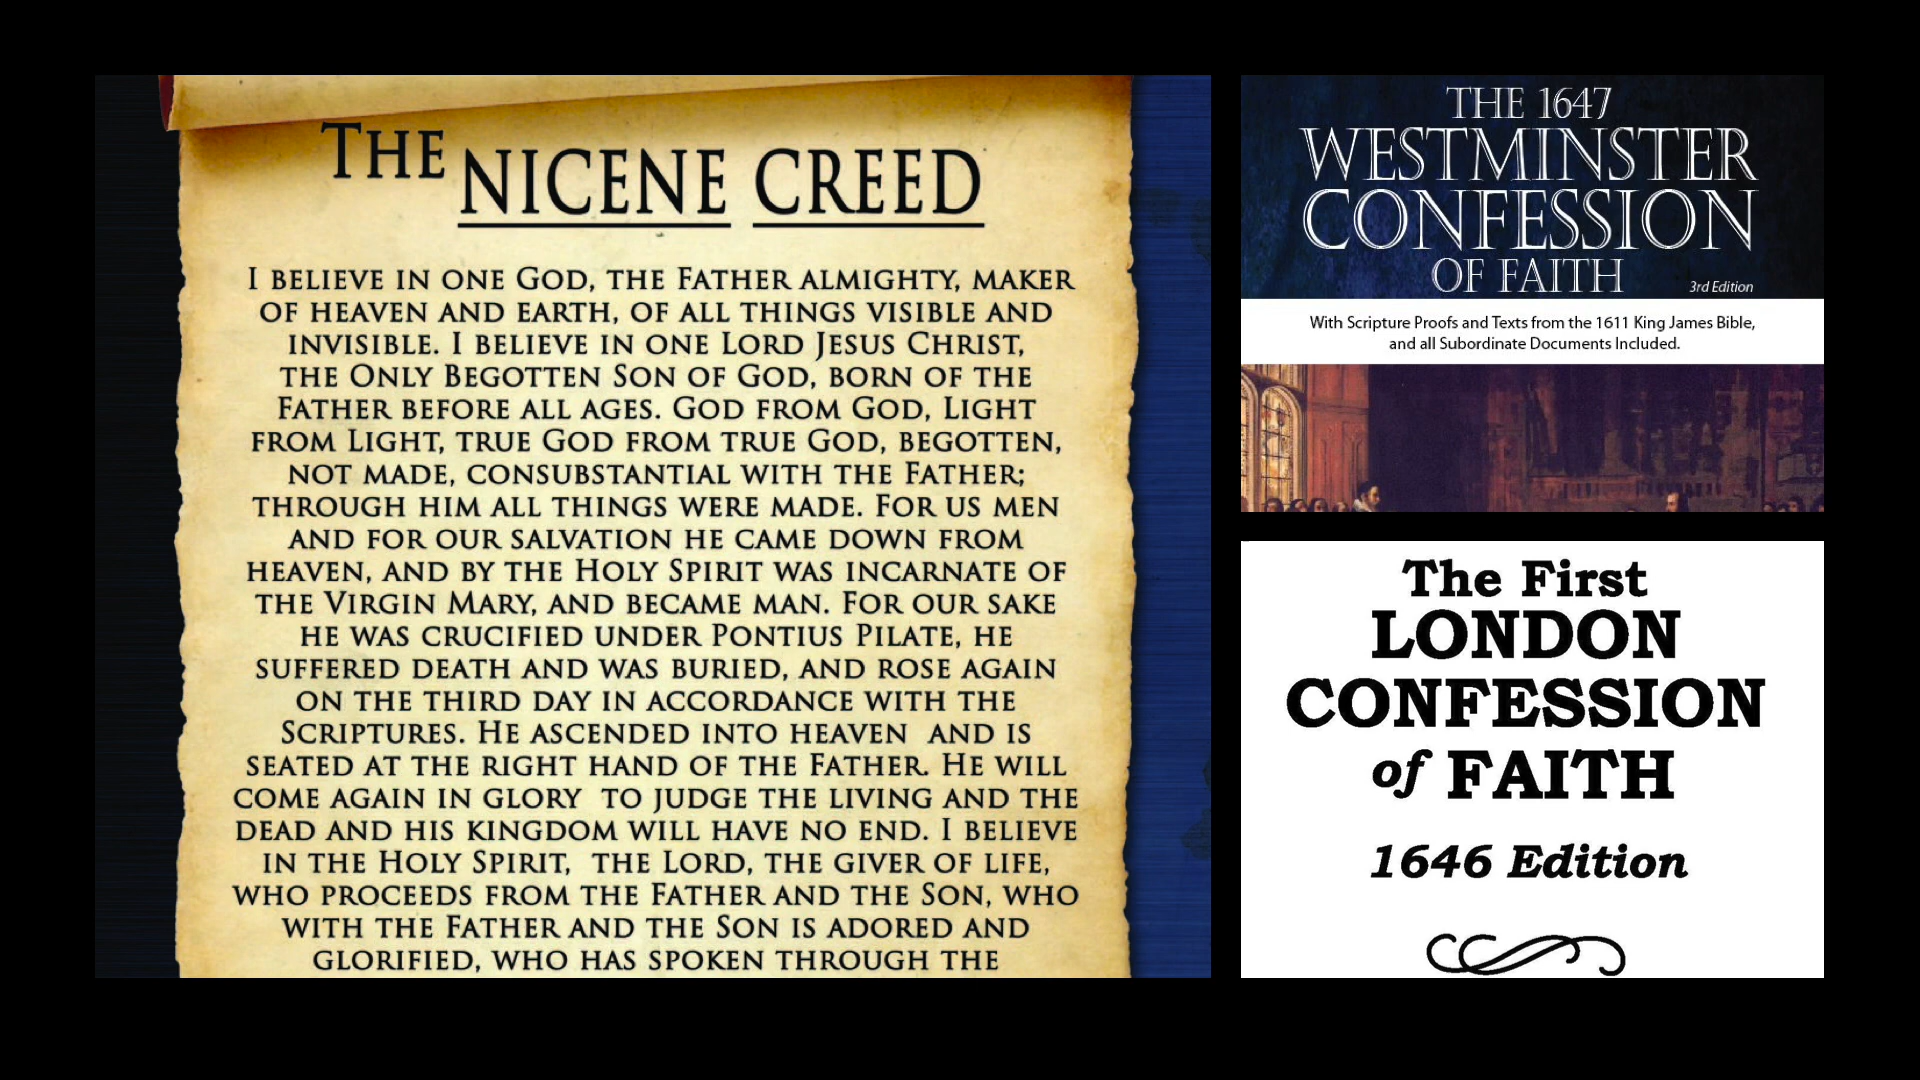 THE NICENE CREED
I BELIEVE IN ONE GOD, THE FATHER ALMIGHTY, MAKER
OF HEAVEN AND EARTH, OF ALL THINGS VISIBLE AND
INVISIBLE. I BELIEVE IN ONE LORD JESUS CHRIST,
THE ONLY BEGOTTEN SON OF GOD, BORN OF THE
FATHER BEFORE ALL AGES. GOD FROM GOD, LIGHT
FROM LIGHT, TRUE GOD FROM TRUE GOD, BEGOTTEN,
NOT MADE, CONSUBSTANTIAL WITH THE FATHER;
THROUGH HIM ALL THINGS WERE MADE. FOR US MEN
AND FOR OUR SALVATION HE CAME DOWN FROM
HEAVEN, AND BY THE HOLY SPIRIT WAS INCARNATE OF
THE VIRGIN MARY, AND BECAME MAN. FOR OUR SAKE
HE WAS CRUCIFIED UNDER PONTIUS PILATE, HE
SUFFERED DEATH AND WAS BURIED, AND ROSE AGAIN
ON THE THIRD DAY IN ACCORDANCE WITH THE
SCRIPTURES. HE ASCENDED INTO HEAVEN AND IS
SEATED AT THE RIGHT HAND OF THE FATHER. HE WILL
COME AGAIN IN GLORY TO JUDGE THE LIVING AND THE
DEAD AND HIS KINGDOM WILL HAVE NO END. I BELIEVE
IN THE HOLY SPIRIT, THE LORD, THE GIVER OF LIFE,
WHO PROCEEDS FROM THE FATHER AND THE SON, WHO
WITH THE FATHER AND THE SON IS ADORED AND
GLORIFIED, WHO HAS SPOKEN THROUGH THE
THE 1647
WESTMINSTER
CONFESSION
OF FAITH
3rd Edition
With Scripture Proofs and Texts from the 1611 King James Bible,
and all Subordinate Documents Included.
The First
LONDON
CONFESSION
of FAITH
1646 Edition